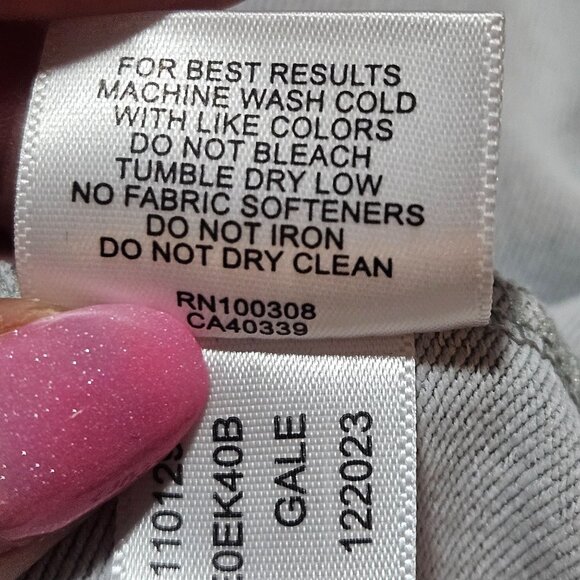 FOR BEST RESULTS
MACHINE WASH COLD
WITH LIKE COLORS
DO NOT BLEACH
TUMBLE DRY LOW
NO FABRIC SOFTENERS
DO NOT IRON
DO NOT DRY CLEAN
RN100308
CA40339
GALE
122023